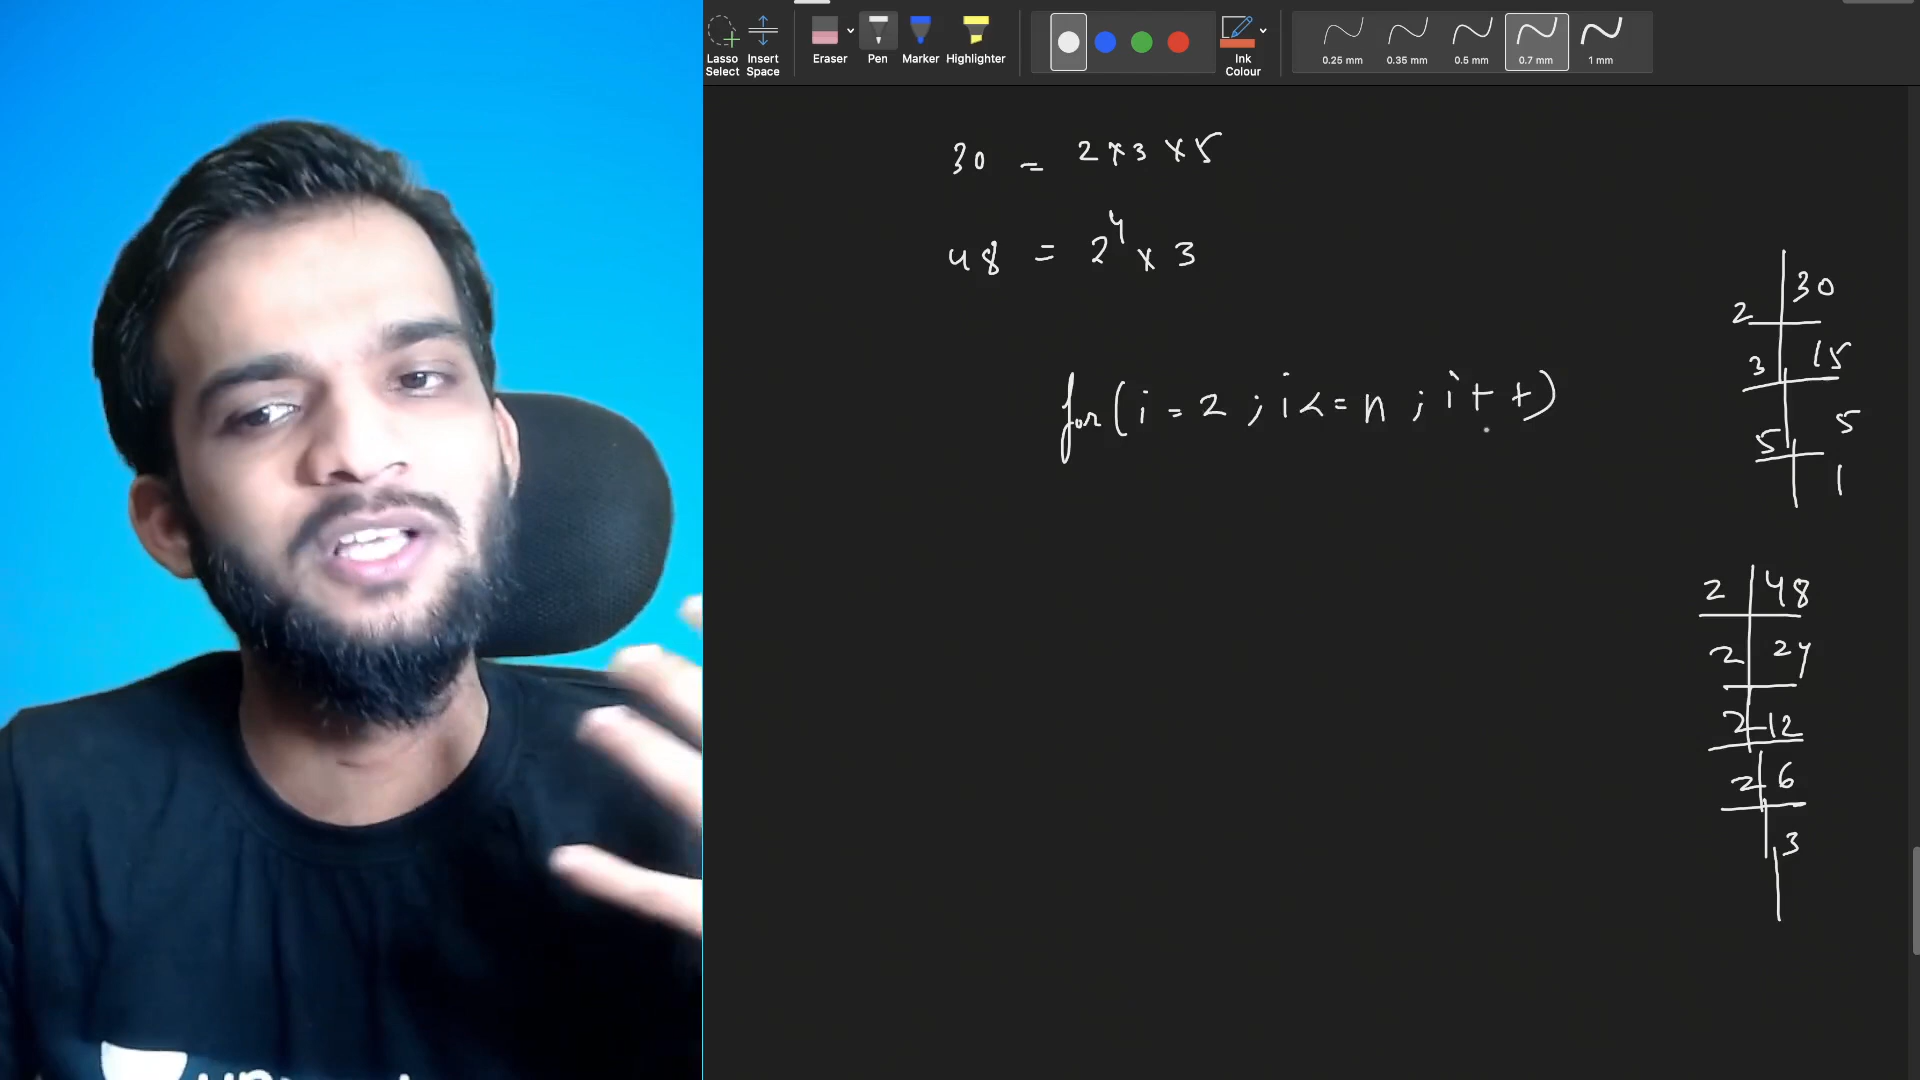 Lasso Select
Insert Space
Eraser
Pen
Marker
Highlighter
Ink Colour
0.25 mm
0.35 mm
0.5 mm
0.7 mm
1 mm
30 = 2 x 3 x 5
48 = 2^4 x 3
for(i = 2 ; i <= n ; i++)
2 30
3 15
5 5
1
2 48
2 24
2 12
2 6
3